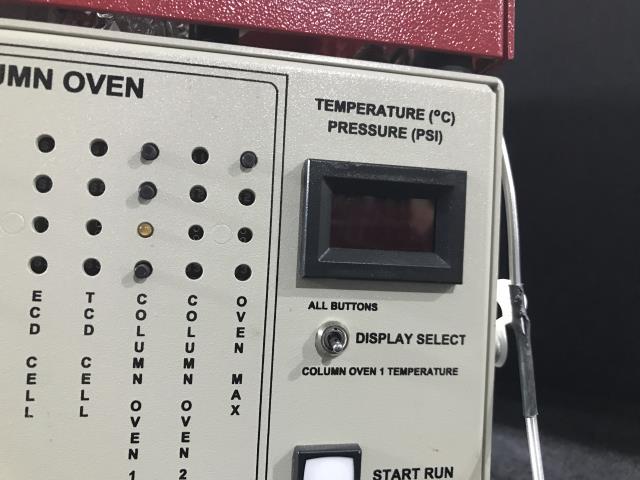 UMN OVEN
TEMPERATURE (°C)
PRESSURE (PSI)
ALL BUTTONS
DISPLAY SELECT
COLUMN OVEN 1 TEMPERATURE
START RUN
ECD CELL
TCD CELL
COLUMN OVEN 1
COLUMN OVEN 2
OVEN MAX